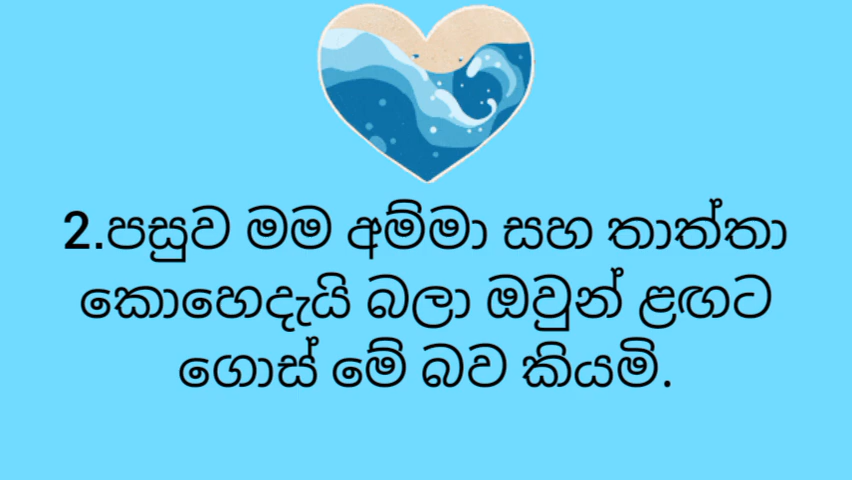 2.පසුව මම අම්මා සහ තාත්තා
කොහෙදැයි බලා ඔවුන් ළඟට
ගොස් මේ බව කියමි.